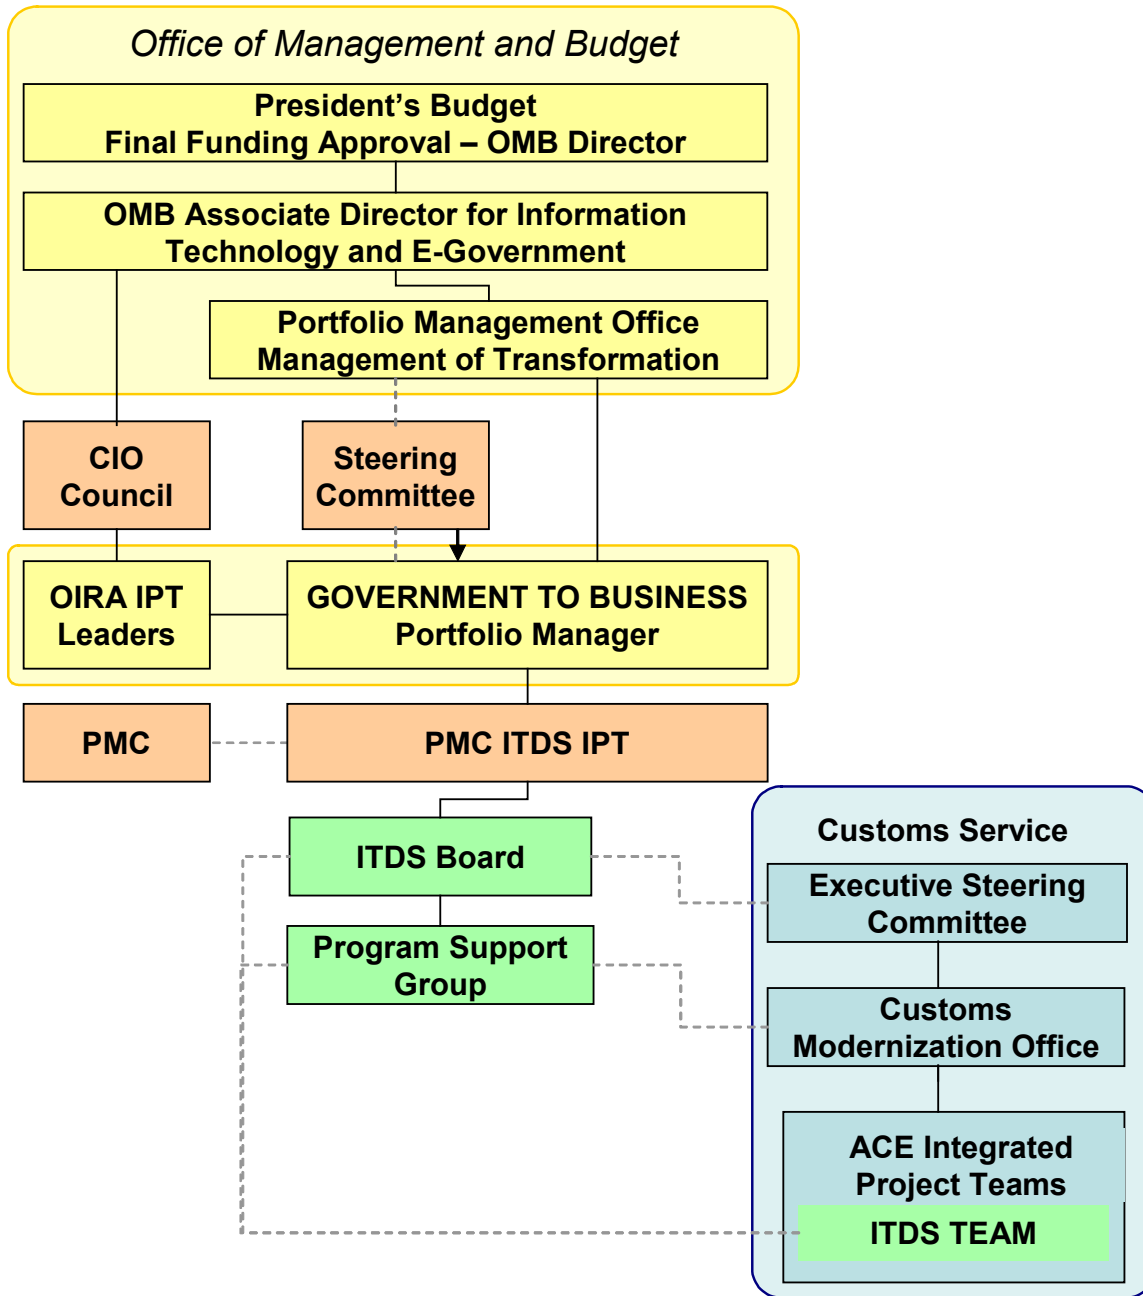 Office of Management and Budget
President’s Budget
Final Funding Approval – OMB Director
OMB Associate Director for Information
Technology and E-Government
Portfolio Management Office
Management of Transformation
CIO
Council
Steering
Committee
OIRA IPT
Leaders
GOVERNMENT TO BUSINESS
Portfolio Manager
PMC
PMC ITDS IPT
ITDS Board
Program Support
Group
Customs Service
Executive Steering
Committee
Customs
Modernization Office
ACE Integrated
Project Teams
ITDS TEAM